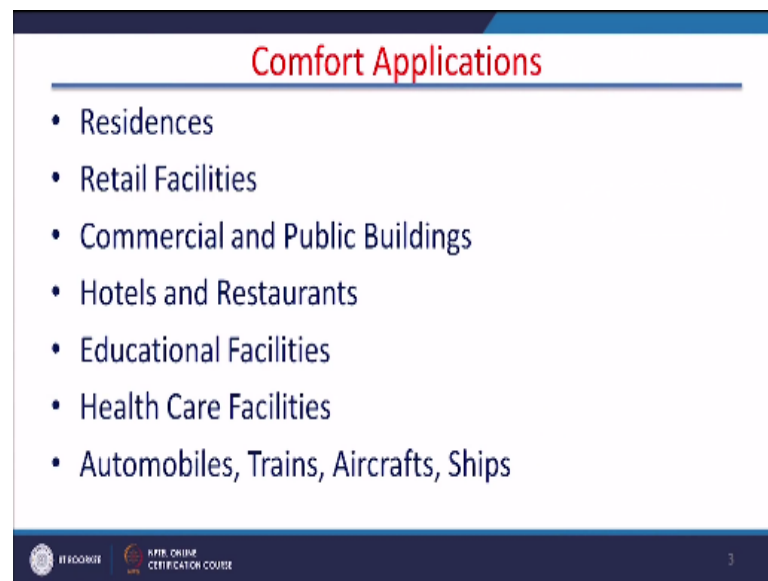 Comfort Applications
• Residences
• Retail Facilities
• Commercial and Public Buildings
• Hotels and Restaurants
• Educational Facilities
• Health Care Facilities
• Automobiles, Trains, Aircrafts, Ships
IIT ROORKEE
NPTEL ONLINE
CERTIFICATION COURSE
3